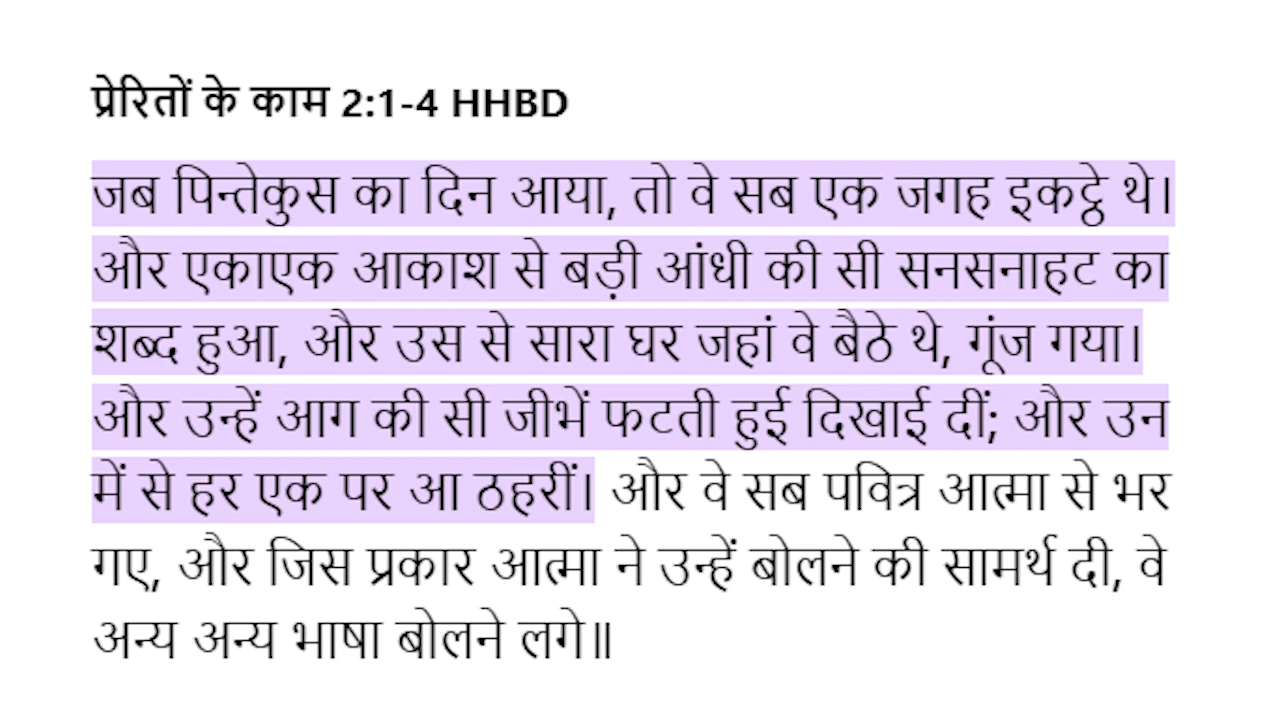 प्रेरितों के काम 2:1-4 HHBD
जब पिन्तेकुस का दिन आया, तो वे सब एक जगह इकट्ठे थे।
और एकाएक आकाश से बड़ी आंधी की सी सनसनाहट का
शब्द हुआ, और उस से सारा घर जहां वे बैठे थे, गूंज गया।
और उन्हें आग की सी जीभें फटती हुई दिखाई दीं; और उन
में से हर एक पर आ ठहरीं। और वे सब पवित्र आत्मा से भर
गए, और जिस प्रकार आत्मा ने उन्हें बोलने की सामर्थ दी, वे
अन्य अन्य भाषा बोलने लगे॥